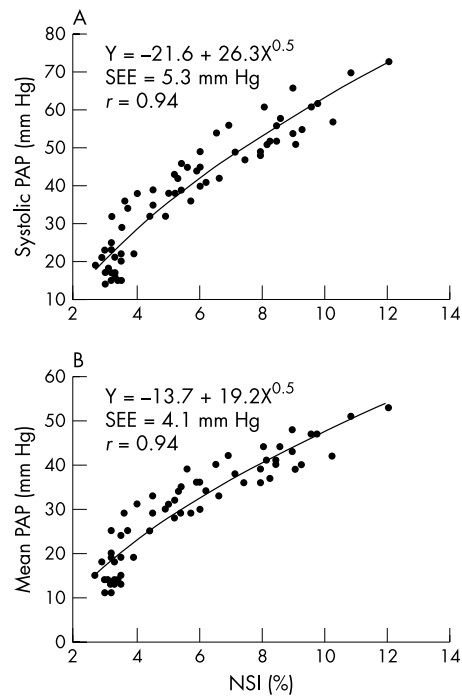 A
Y = –21.6 + 26.3X^0.5
SEE = 5.3 mm Hg
r = 0.94
Systolic PAP (mm Hg)
80
70
60
50
40
30
20
10
2 4 6 8 10 12 14
B
Y = –13.7 + 19.2X^0.5
SEE = 4.1 mm Hg
r = 0.94
Mean PAP (mm Hg)
60
50
40
30
20
10
0
2 4 6 8 10 12 14
NSI (%)